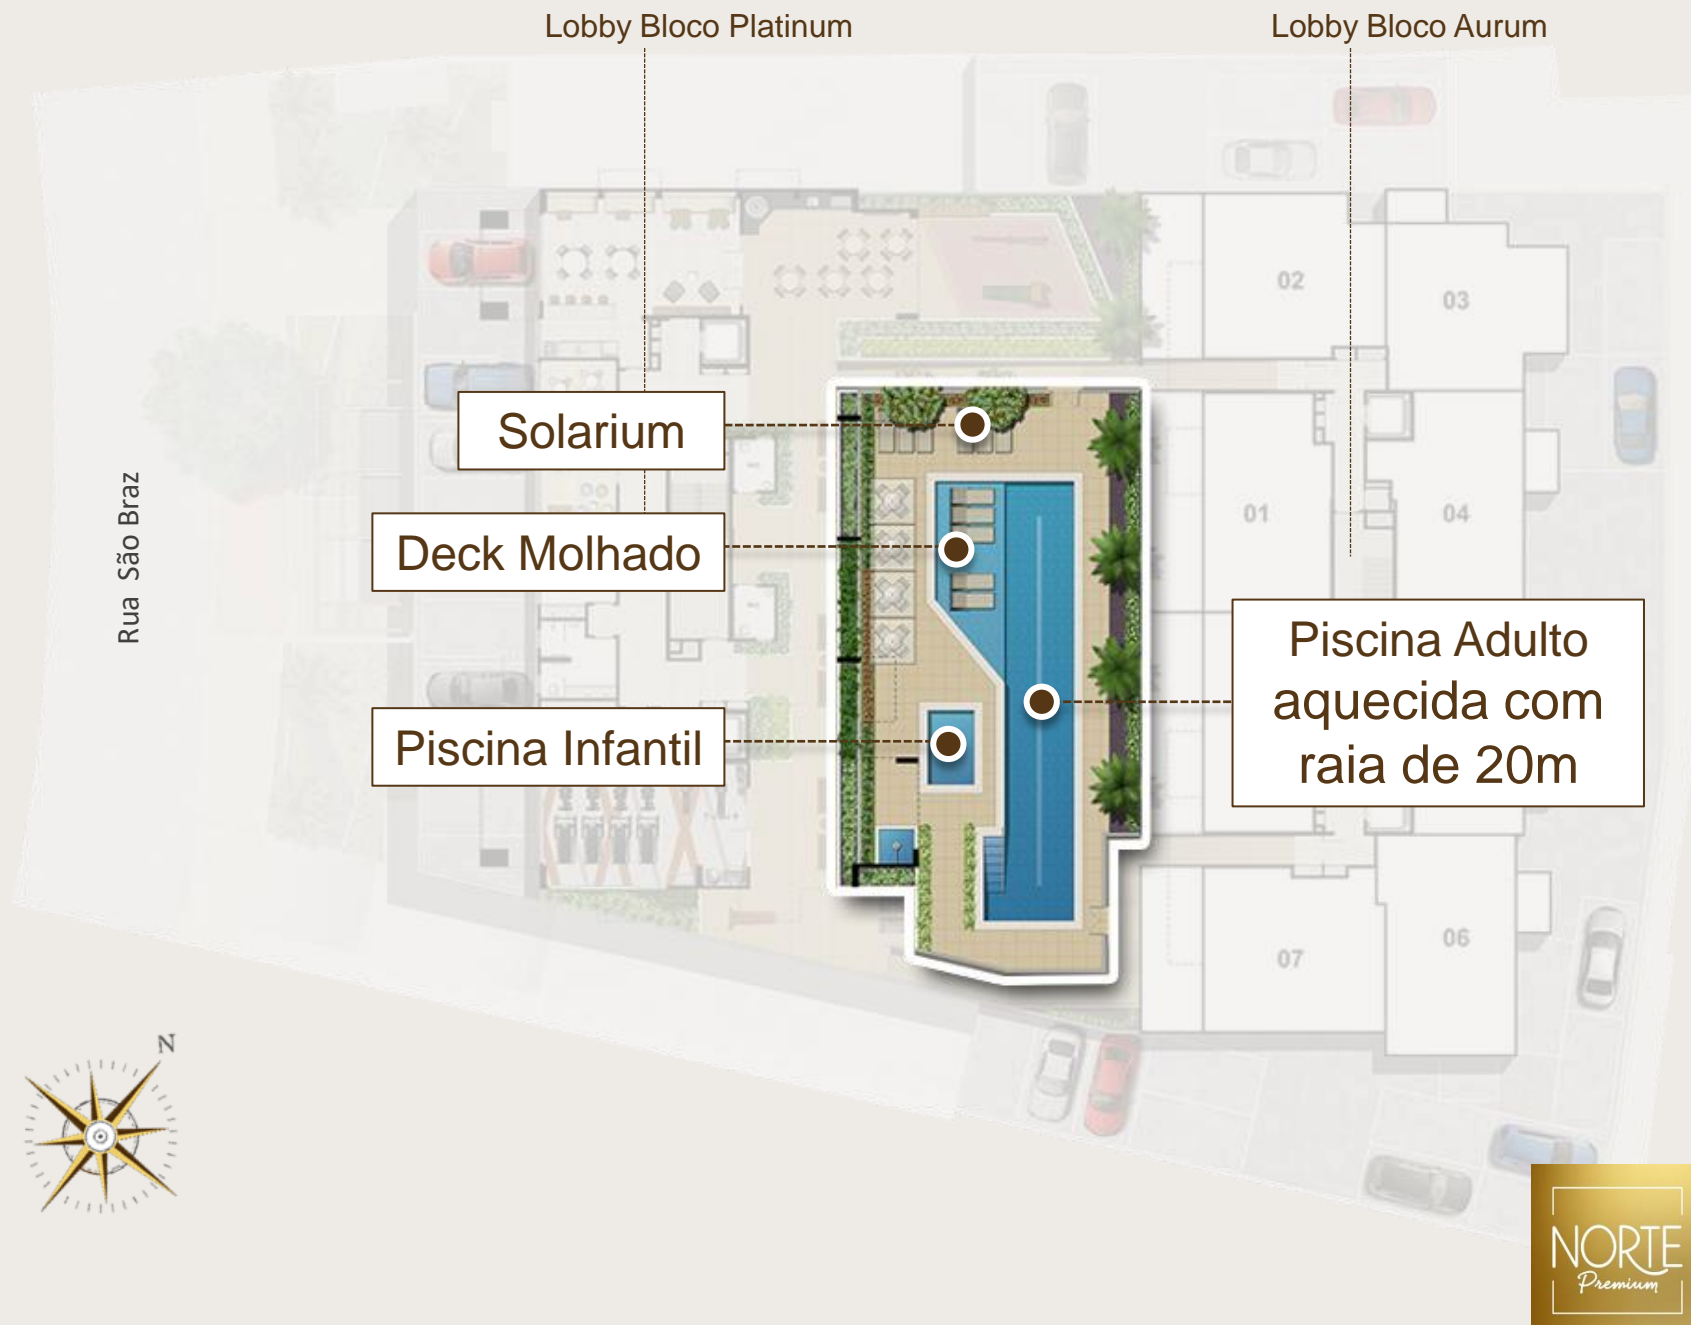 Lobby Bloco Platinum
Lobby Bloco Aurum
Solarium
Deck Molhado
Piscina Infantil
Piscina Adulto
aquecida com
raia de 20m
Rua São Braz
02
03
01
04
07
06
N
NORTE
Premium